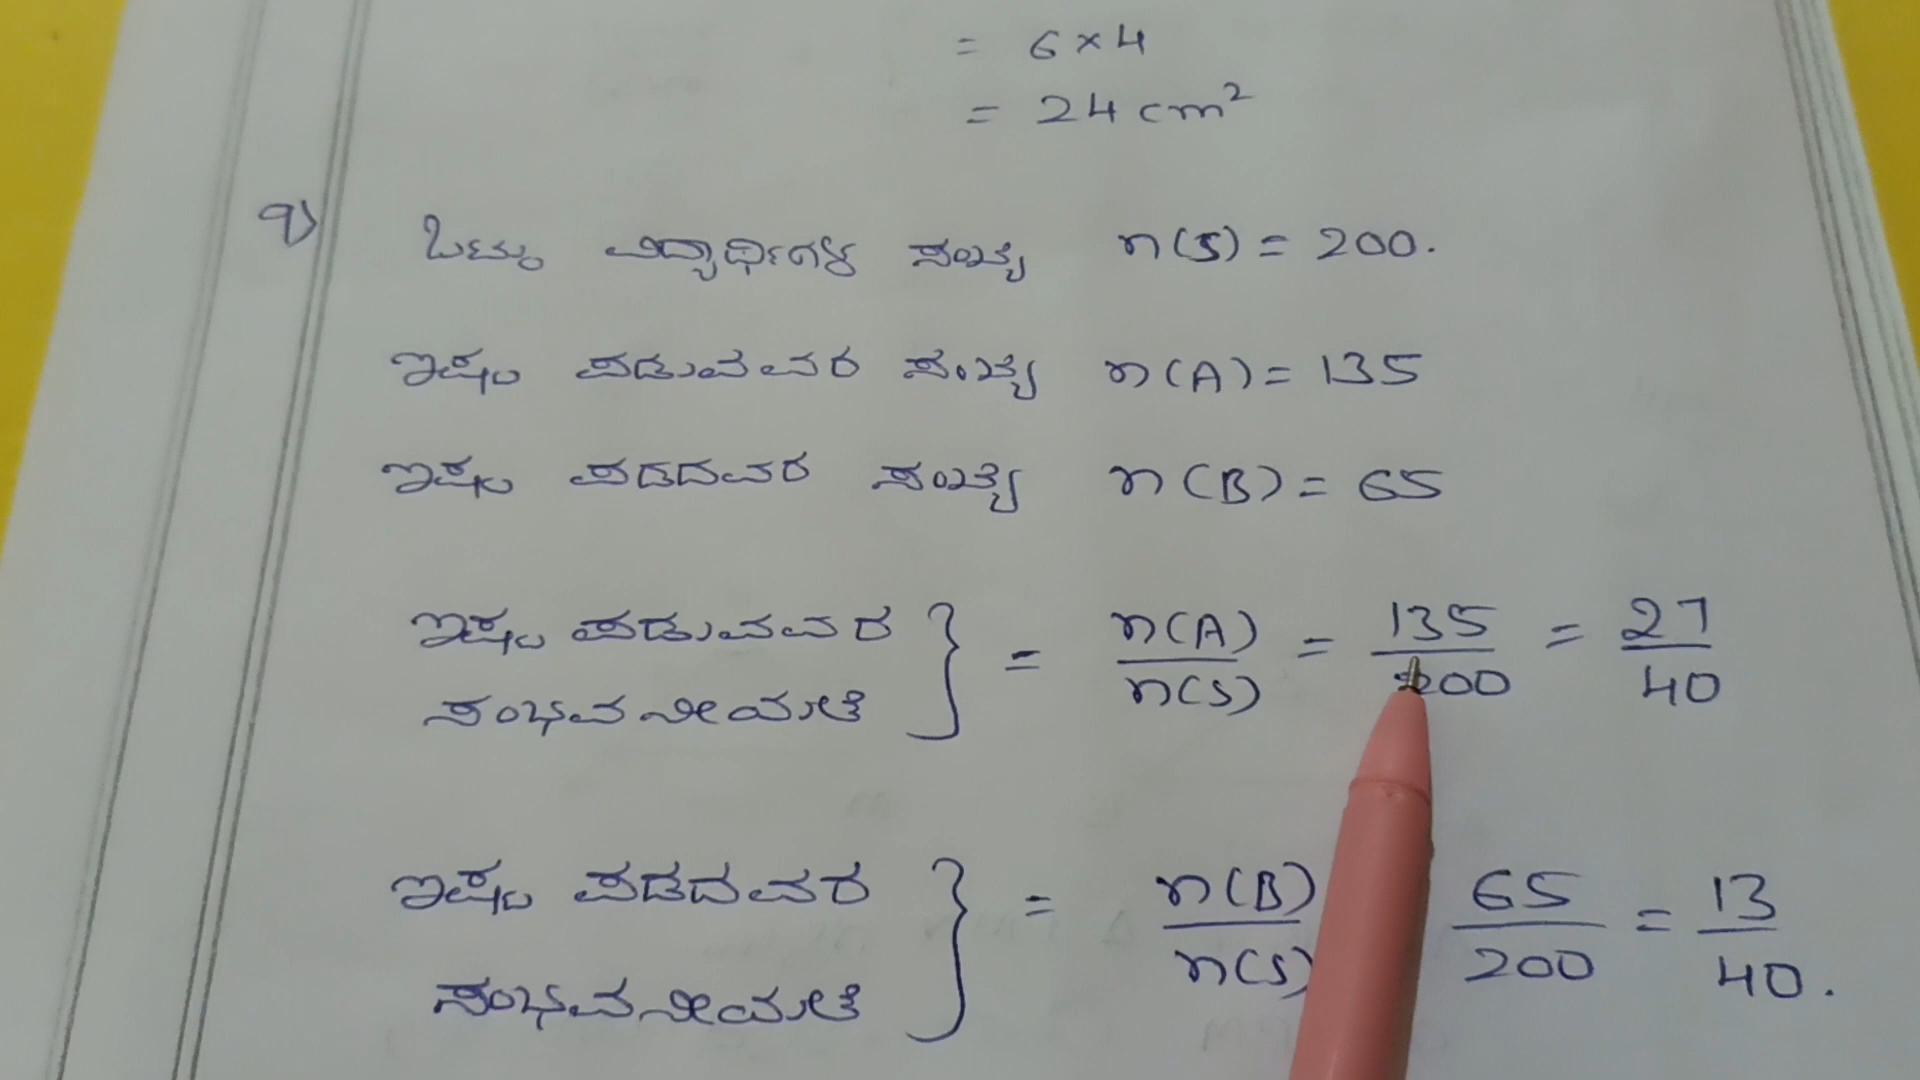 = 6 × 4
= 24 cm²
9) ಒಟ್ಟು ವಿದ್ಯಾರ್ಥಿಗಳ ಸಂಖ್ಯೆ n(S) = 200.
ಇಷ್ಟ ಪಡುವವರ ಸಂಖ್ಯೆ n(A) = 135
ಇಷ್ಟ ಪಡದವರ ಸಂಖ್ಯೆ n(B) = 65
ಇಷ್ಟ ಪಡುವವರ ಸಂಭವನೀಯತೆ } = n(A)/n(S) = 135/200 = 27/40
ಇಷ್ಟ ಪಡದವರ ಸಂಭವನೀಯತೆ } = n(B)/n(S) 65/200 = 13/40.